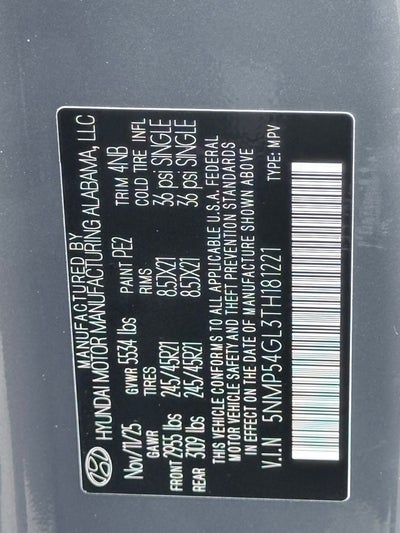 MANUFACTURED BY
HYUNDAI MOTOR MANUFACTURING ALABAMA, LLC
Nov/11/25 GVWR 5534 lbs PAINT PE2 TRIM 4NB
GAWR TIRES RIMS COLD TIRE INFL
FRONT 2955 lbs 245/45R21 8.5JX21 36 psi SINGLE
REAR 3109 lbs 245/45R21 8.5JX21 36 psi SINGLE
THIS VEHICLE CONFORMS TO ALL APPLICABLE U.S.A. FEDERAL
MOTOR VEHICLE SAFETY AND THEFT PREVENTION STANDARDS
IN EFFECT ON THE DATE OF MANUFACTURE SHOWN ABOVE
V.I.N 5NMP54GL3TH181221 TYPE: MPV